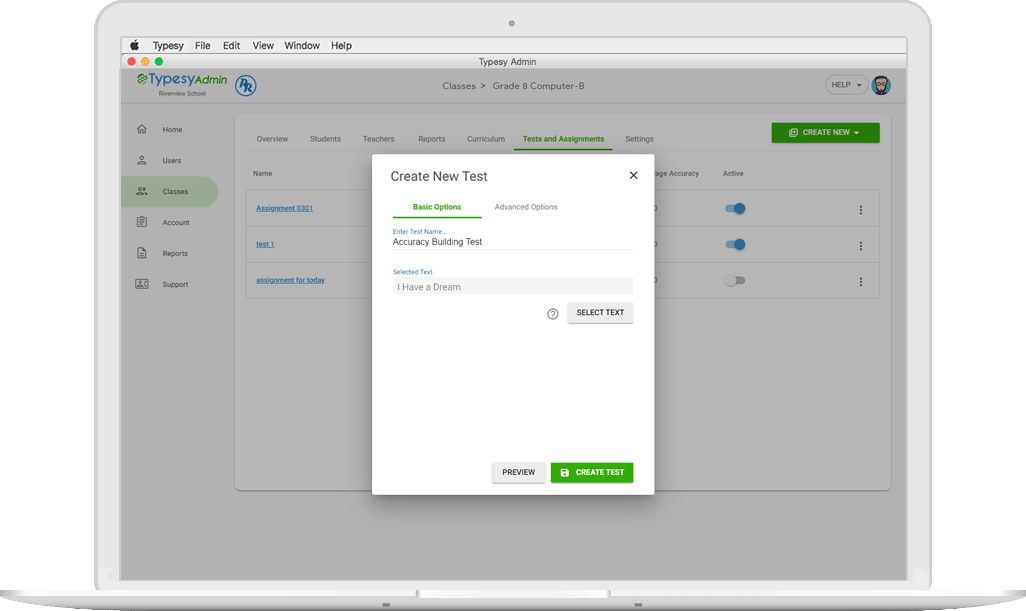 Typesy File Edit View Window Help
Typesy Admin
TypesyAdmin
Riverview School
Classes > Grade 8 Computer-B
HELP
Home
Users
Classes
Account
Reports
Support
Overview Students Teachers Reports Curriculum Tests and Assignments Settings
CREATE NEW
Name
Accuracy Active
Assignment 0301
test 1
assignment for today
Create New Test
Basic Options Advanced Options
Enter Test Name...
Accuracy Building Test
Selected Text
I Have a Dream
SELECT TEXT
PREVIEW CREATE TEST